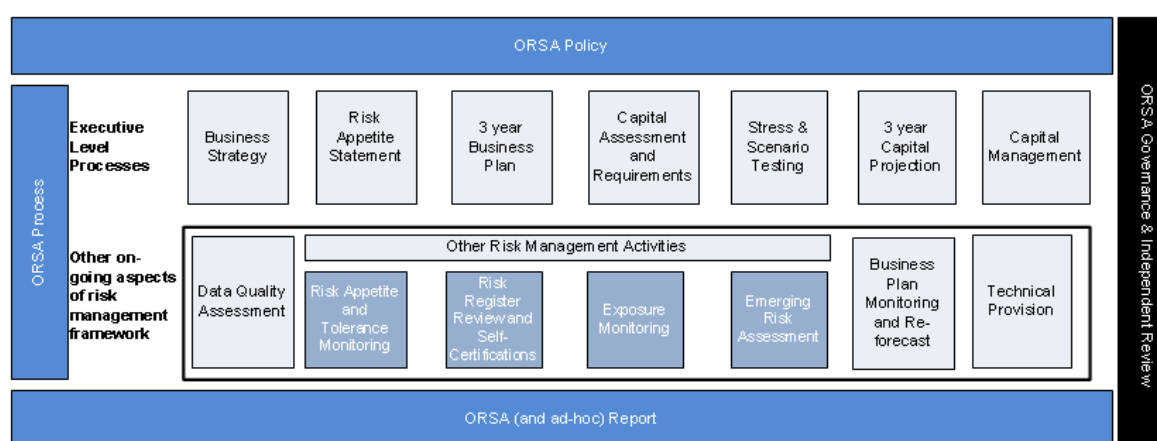 ORSA Policy
ORSA Process
Executive
Level
Processes
Business
Strategy
Risk
Appetite
Statement
3 year
Business
Plan
Capital
Assessment
and
Requirements
Stress &
Scenario
Testing
3 year
Capital
Projection
Capital
Management
Other on-
going aspects
of risk
management
framework
Data Quality
Assessment
Other Risk Management Activities
Risk Appetite
and
Tolerance
Monitoring
Risk
Register
Review and
Self-
Certifications
Exposure
Monitoring
Emerging
Risk
Assessment
Business
Plan
Monitoring
and Re-
forecast
Technical
Provision
ORSA (and ad-hoc) Report
ORSA Governance & Independent Review